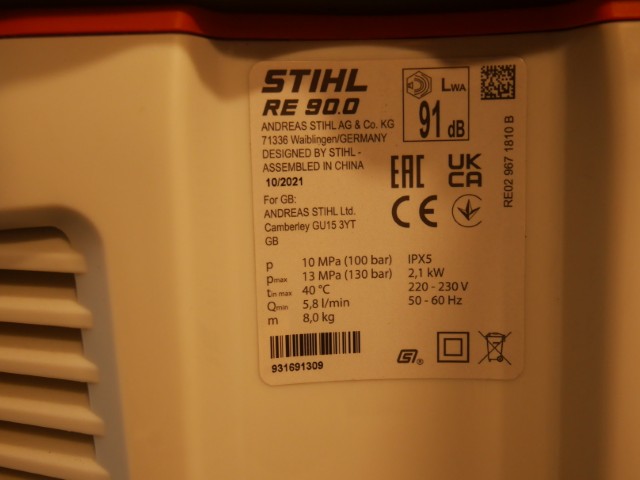 STIHL
RE 90.0
ANDREAS STIHL AG & Co. KG
71336 Waiblingen/GERMANY
DESIGNED BY STIHL -
ASSEMBLED IN CHINA
10/2021
For GB:
ANDREAS STIHL Ltd.
Camberley GU15 3YT
GB
LWA
91 dB
EAC
UK
CA
CE
RE02 967 1810 B
p 10 MPa (100 bar) IPX5
pmax 13 MPa (130 bar) 2,1 kW
tin max 40 °C 220 - 230 V
Qmin 5,8 l/min 50 - 60 Hz
m 8,0 kg
931691309
GS®